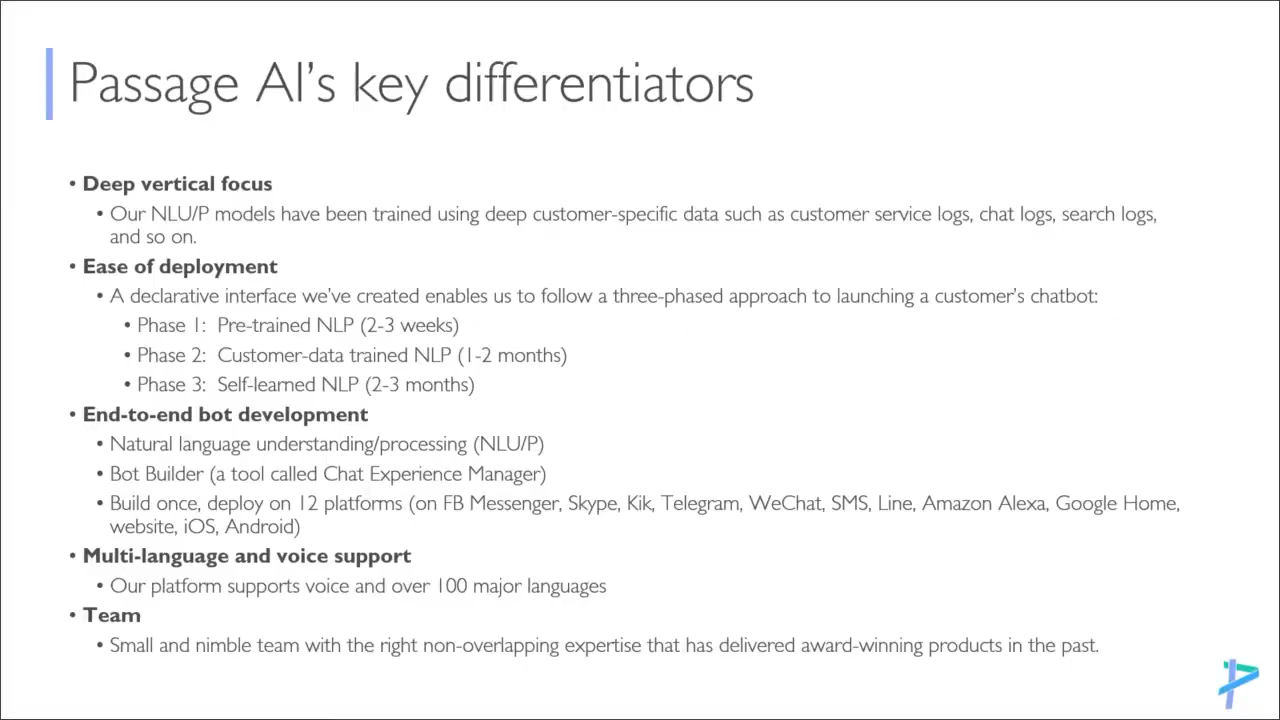 Passage AI's key differentiators
• Deep vertical focus
• Our NLU/P models have been trained using deep customer-specific data such as customer service logs, chat logs, search logs,
and so on.
• Ease of deployment
• A declarative interface we've created enables us to follow a three-phased approach to launching a customer's chatbot:
• Phase 1: Pre-trained NLP (2-3 weeks)
• Phase 2: Customer-data trained NLP (1-2 months)
• Phase 3: Self-learned NLP (2-3 months)
• End-to-end bot development
• Natural language understanding/processing (NLU/P)
• Bot Builder (a tool called Chat Experience Manager)
• Build once, deploy on 12 platforms (on FB Messenger, Skype, Kik, Telegram, WeChat, SMS, Line, Amazon Alexa, Google Home,
website, iOS, Android)
• Multi-language and voice support
• Our platform supports voice and over 100 major languages
• Team
• Small and nimble team with the right non-overlapping expertise that has delivered award-winning products in the past.